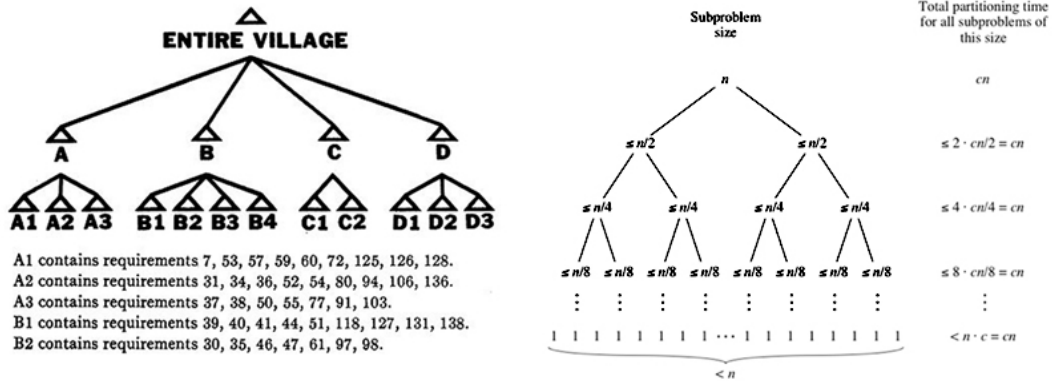 ENTIRE VILLAGE
A B C D
A1 A2 A3 B1 B2 B3 B4 C1 C2 D1 D2 D3
A1 contains requirements 7, 53, 57, 59, 60, 72, 125, 126, 128.
A2 contains requirements 31, 34, 36, 52, 54, 80, 94, 106, 136.
A3 contains requirements 37, 38, 50, 55, 77, 91, 103.
B1 contains requirements 39, 40, 41, 44, 51, 118, 127, 131, 138.
B2 contains requirements 30, 35, 46, 47, 61, 97, 98.
Subproblem
size
Total partitioning time
for all subproblems of
this size
n cn
≤ n/2 ≤ n/2 ≤ 2 · cn/2 = cn
≤ n/4 ≤ n/4 ≤ n/4 ≤ n/4 ≤ 4 · cn/4 = cn
≤ n/8 ≤ n/8 ≤ n/8 ≤ n/8 ≤ n/8 ≤ n/8 ≤ n/8 ≤ n/8 ≤ 8 · cn/8 = cn
⋮ ⋮ ⋮ ⋮ ⋮ ⋮ ⋮ ⋮ ⋮
1 1 1 1 1 1 1 1 ··· 1 1 1 1 1 1 1 1 < n · c = cn
< n